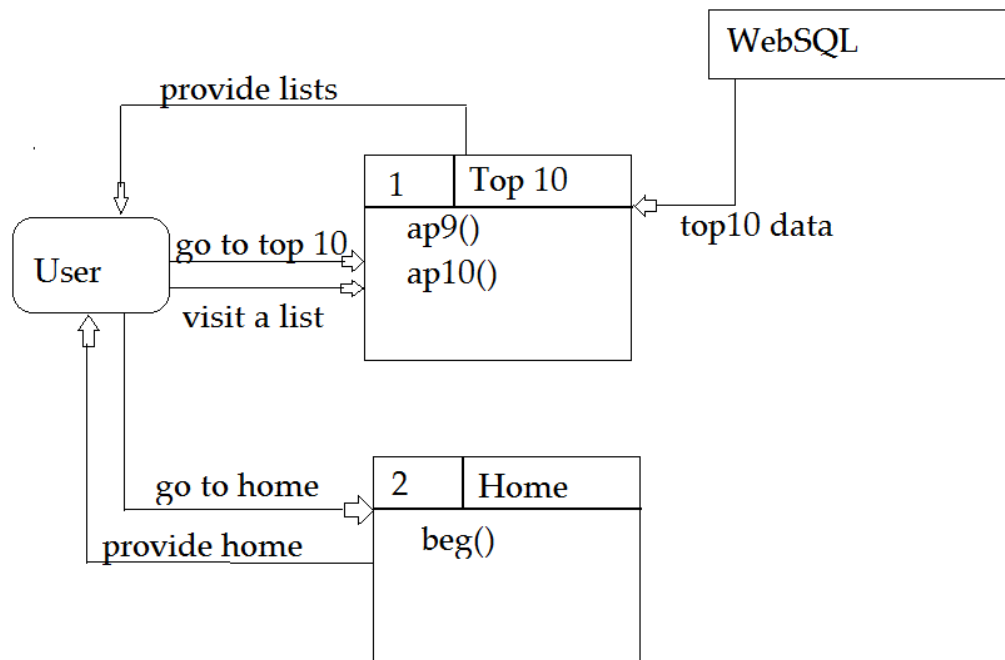 WebSQL
provide lists
1
Top 10
top10 data
ap9()
ap10()
go to top 10
User
visit a list
go to home
2
Home
beg()
provide home